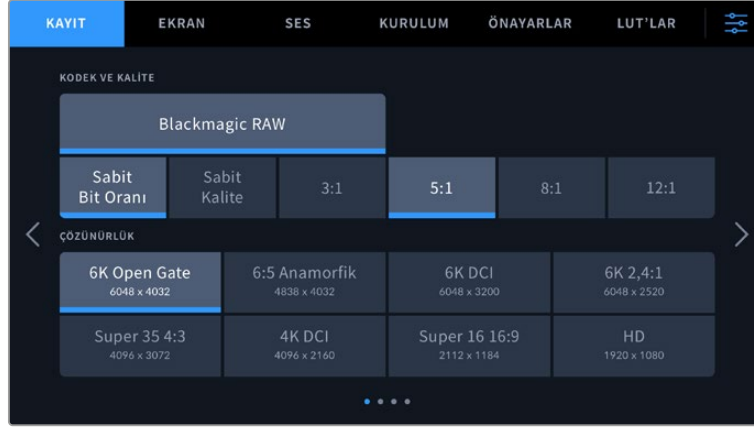 KAYIT EKRAN SES KURULUM ÖNAYARLAR LUT’LAR
KODEK VE KALİTE
Blackmagic RAW
Sabit Bit Oranı
Sabit Kalite
3:1
5:1
8:1
12:1
ÇÖZÜNÜRLÜK
6K Open Gate
6048 x 4032
6:5 Anamorfik
4838 x 4032
6K DCI
6048 x 3200
6K 2,4:1
6048 x 2520
Super 35 4:3
4096 x 3072
4K DCI
4096 x 2160
Super 16 16:9
2112 x 1184
HD
1920 x 1080